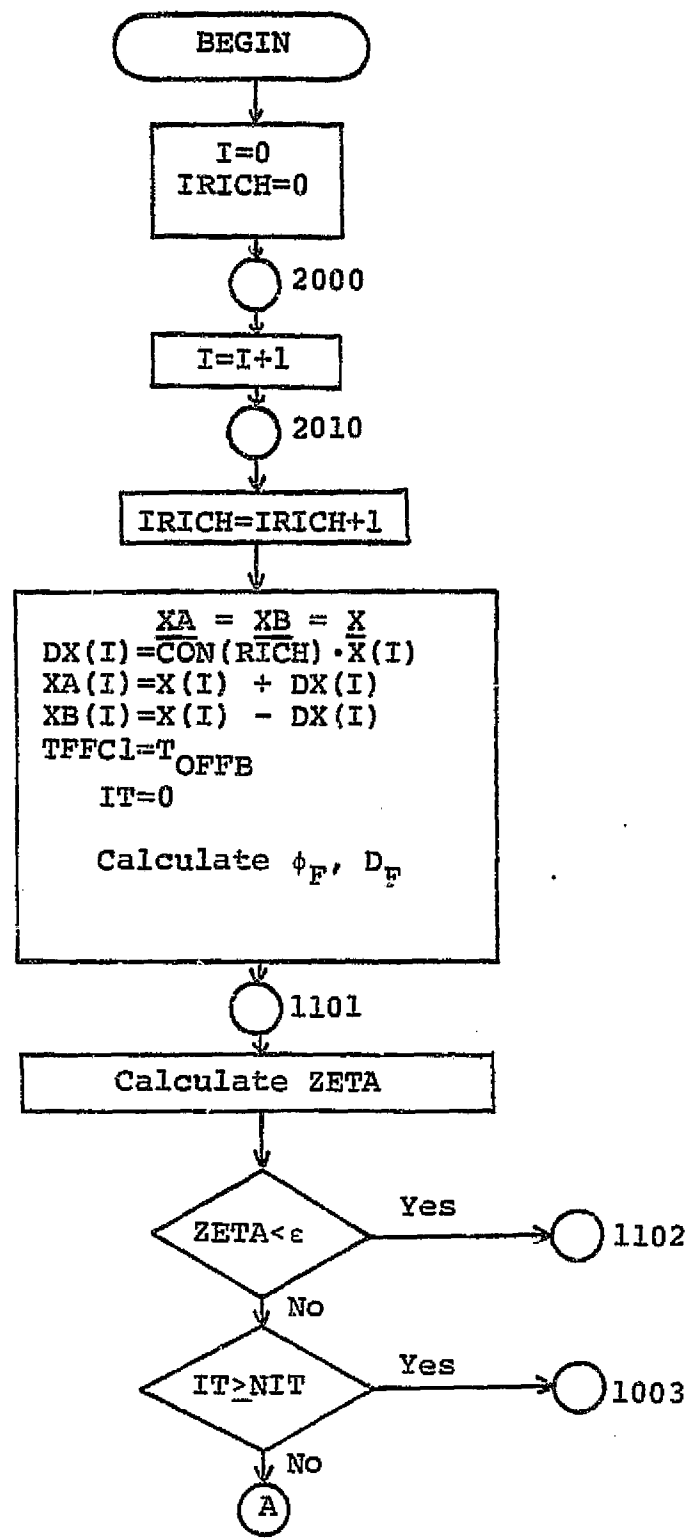 BEGIN
I=0
IRICH=0
2000
I=I+1
2010
IRICH=IRICH+1
XA = XB = X
DX(I)=CON(RICH)·X(I)
XA(I)=X(I) + DX(I)
XB(I)=X(I) - DX(I)
TFFC1=T OFFB
IT=0
Calculate ϕF, DF
1101
Calculate ZETA
ZETA<ε
Yes
1102
No
IT≥NIT
Yes
1003
No
A